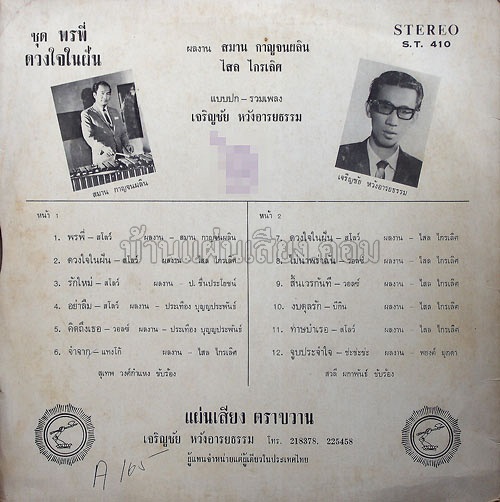 ชุด พรพี่
ดวงใจในฝัน
ผลงาน สมาน กาญจนผลิน
ไสล ไกรเลิศ
STEREO
S.T. 410
แบบปก - รวมเพลง
เจริญชัย หวังอารยธรรม
สมาน กาญจนผลิน
เจริญชัย หวังอารยธรรม
หน้า 1
1. พรพี่ - สโลว์ ผลงาน - สมาน กาญจนผลิน
2. ดวงใจในฝัน - สโลว์ ผลงาน - ไสล ไกรเลิศ
3. รักใหม่ - สโลว์ ผลงาน - ป. ชื่นประโยชน์
4. อย่าลืม - สโลว์ ผลงาน - ประเทือง บุญญประพันธ์
5. คิดถึงเธอ - วอลซ์ ผลงาน - ประเทือง บุญญประพันธ์
6. จำจาก - แทงโก้ ผลงาน - ไสล ไกรเลิศ
สุเทพ วงศ์กำแหง ขับร้อง
หน้า 2
7. ดวงใจในฝัน - สโลว์ ผลงาน - ไสล ไกรเลิศ
8. - วอลซ์ ผลงาน - ไสล ไกรเลิศ
9. สิ้นเวรกันที - วอลซ์ ผลงาน - ไสล ไกรเลิศ
10. งบดุลรัก - บีกิน ผลงาน - ไสล ไกรเลิศ
11. ทาษบำเรอ - สโลว์ ผลงาน - ไสล ไกรเลิศ
12. จูบประจำใจ - ช่ะช่ะช่ะ ผลงาน - พยงค์ มุกดา
สวลี ผกาพันธ์ ขับร้อง
บ้านแผ่นเสียง.คอม
แผ่นเสียง ตราขวาน
เจริญชัย หวังอารยธรรม โทร. 218378. 225458
ผู้แทนจำหน่ายแต่ผู้เดียวในประเทศไทย
A 165